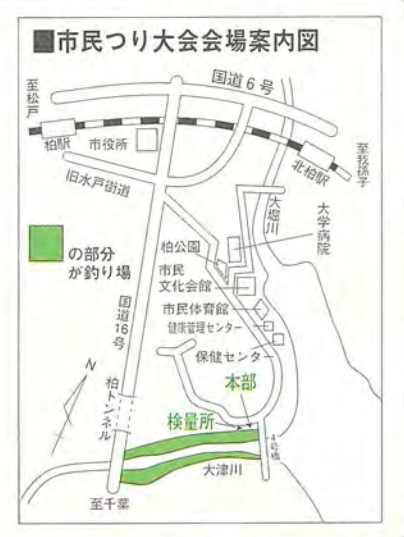 ■市民つり大会会場案内図
国道6号
至松戸
柏駅
市役所
北柏駅
至我孫子
旧水戸街道
大堀川
大学病院
柏公園
の部分
が釣り場
市民
文化会館
市民体育館
健康管理センター
保健センター
国道16号
N
柏トンネル
本部
検量所
4号橋
大津川
至千葉